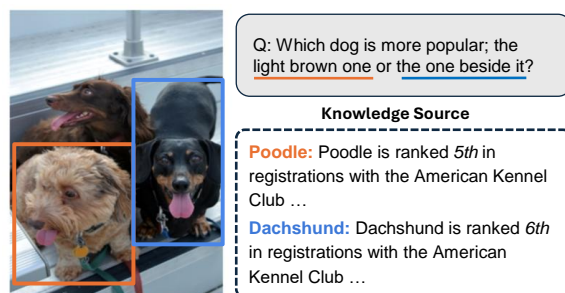 Q: Which dog is more popular; the
light brown one or the one beside it?
Knowledge Source
Poodle: Poodle is ranked 5th in
registrations with the American Kennel
Club …
Dachshund: Dachshund is ranked 6th
in registrations with the American
Kennel Club …